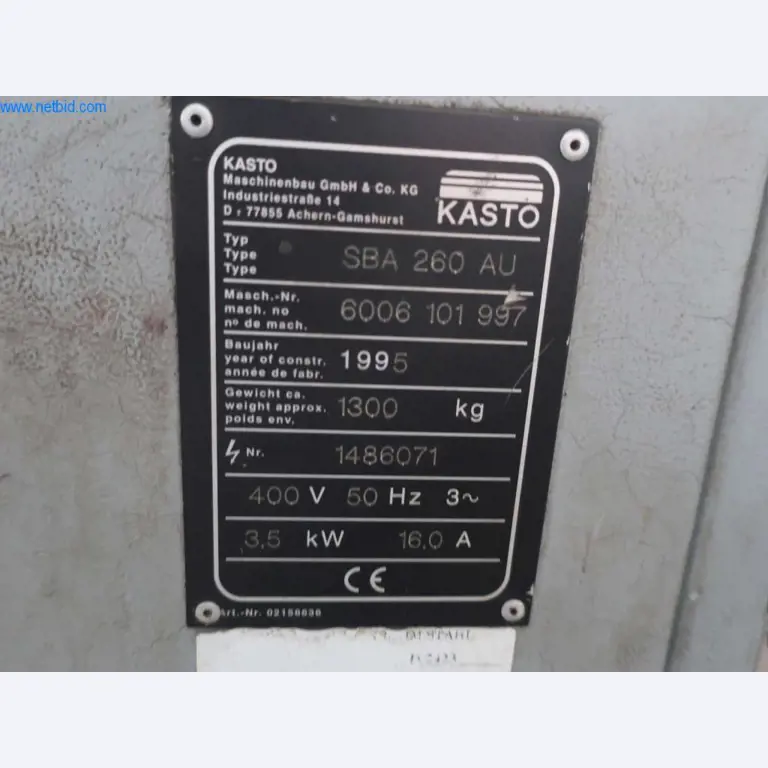 www.netbid.com
KASTO
Maschinenbau GmbH & Co. KG
Industriestraße 14
D - 77855 Achern-Gamshurst
KASTO
Typ
Type
Type
SBA 260 AU
Masch.-Nr.
mach. no
nº de mach.
6006 101 997
Baujahr
year of constr.
année de fabr.
1995
Gewicht ca.
weight approx.
poids env.
1300 kg
Nr.
1486071
400 V 50 Hz 3~
3,5 kW 16,0 A
CE
Art.-Nr. 02156636